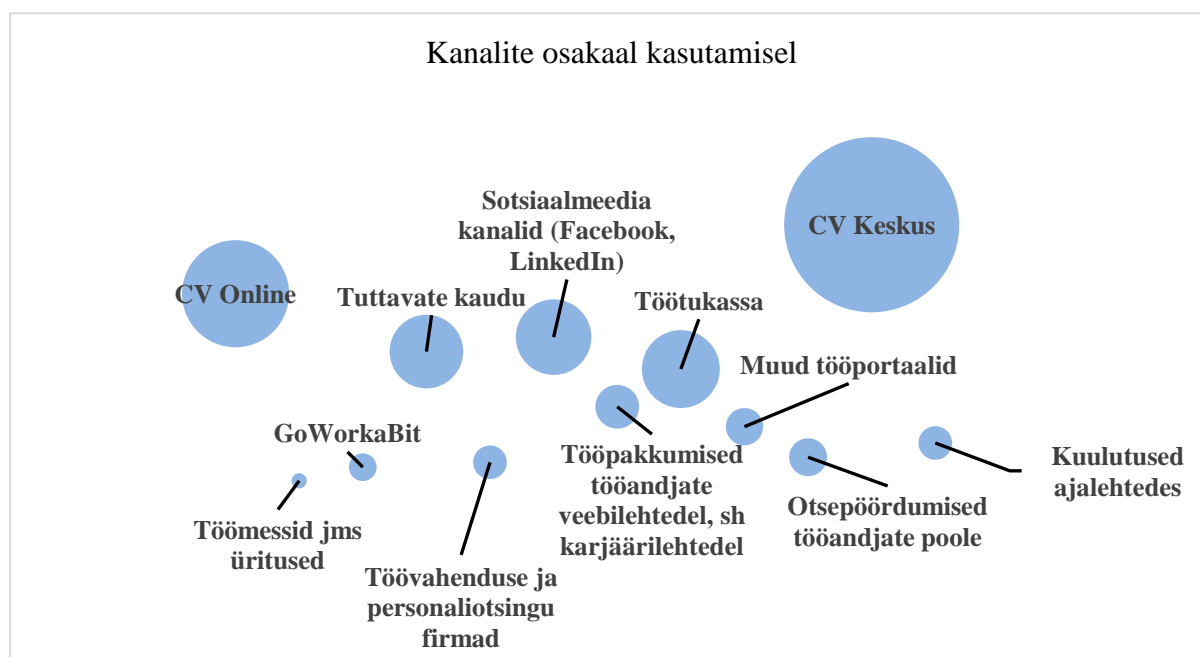 Kanalite osakaal kasutamisel
Sotsiaalmeedia
kanalid (Facebook,
LinkedIn)
CV Keskus
CV Online
Tuttavate kaudu
Töötukassa
Muud tööportaalid
GoWorkaBit
Tööpakkumised
tööandjate
veebilehtedel, sh
karjäärilehtedel
Kuulutused
ajalehtedes
Otsepöördumised
tööandjate poole
Töömessid jms
üritused
Töövahenduse ja
personaliotsingu
firmad